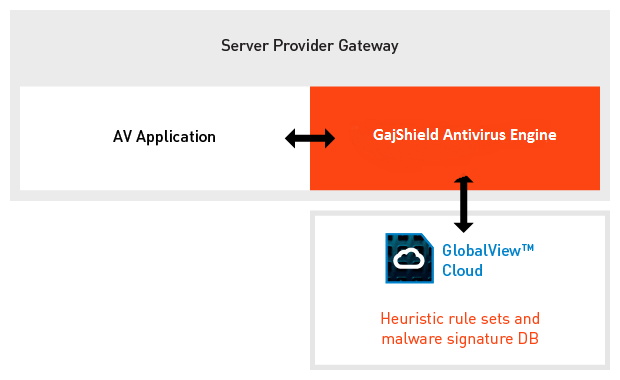 Server Provider Gateway
AV Application
GajShield Antivirus Engine
GlobalView™
Cloud
Heuristic rule sets and
malware signature DB